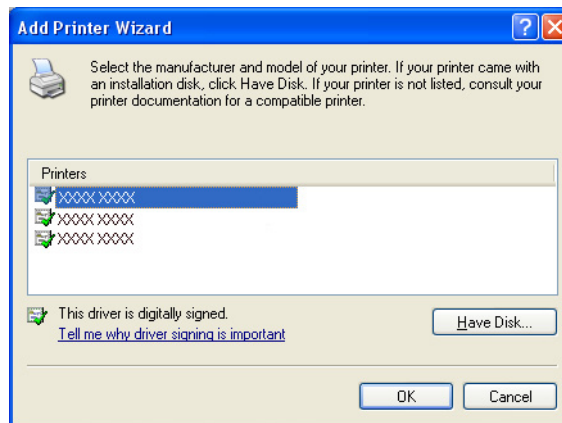 Add Printer Wizard
Select the manufacturer and model of your printer. If your printer came with
an installation disk, click Have Disk. If your printer is not listed, consult your
printer documentation for a compatible printer.
Printers
XXXX XXXX
XXXX XXXX
XXXX XXXX
This driver is digitally signed.
Tell me why driver signing is important
Have Disk...
OK
Cancel